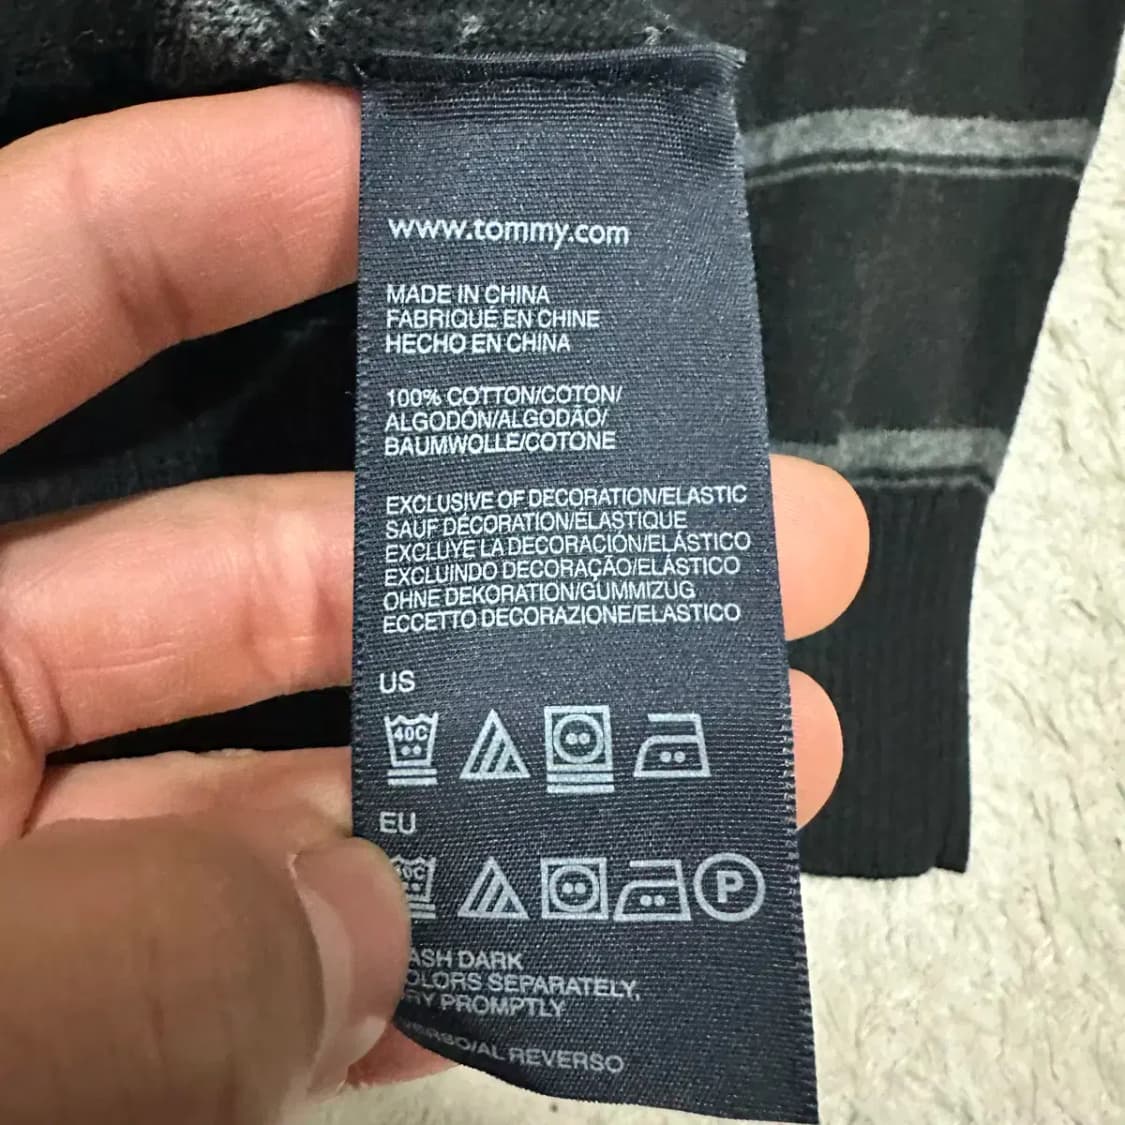 www.tommy.com
MADE IN CHINA
FABRIQUÉ EN CHINE
HECHO EN CHINA
100% COTTON/COTON/
ALGODÓN/ALGODÃO/
BAUMWOLLE/COTONE
EXCLUSIVE OF DECORATION/ELASTIC
SAUF DÉCORATION/ÉLASTIQUE
EXCLUYE LA DECORACIÓN/ELÁSTICO
EXCLUINDO DECORAÇÃO/ELÁSTICO
OHNE DEKORATION/GUMMIZUG
ECCETTO DECORAZIONE/ELASTICO
US
40C
EU
P
DARK
SEPARATELY,
PROMPTLY
/AL REVERSO